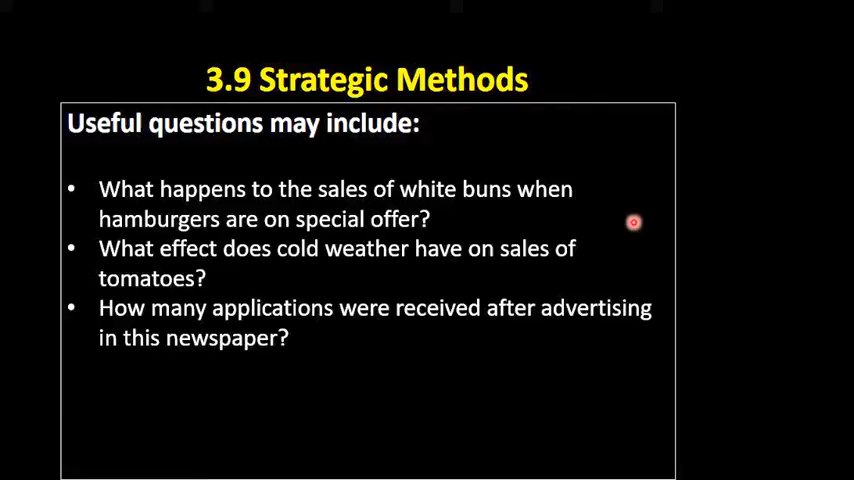 3.9 Strategic Methods
Useful questions may include:
• What happens to the sales of white buns when
hamburgers are on special offer?
• What effect does cold weather have on sales of
tomatoes?
• How many applications were received after advertising
in this newspaper?